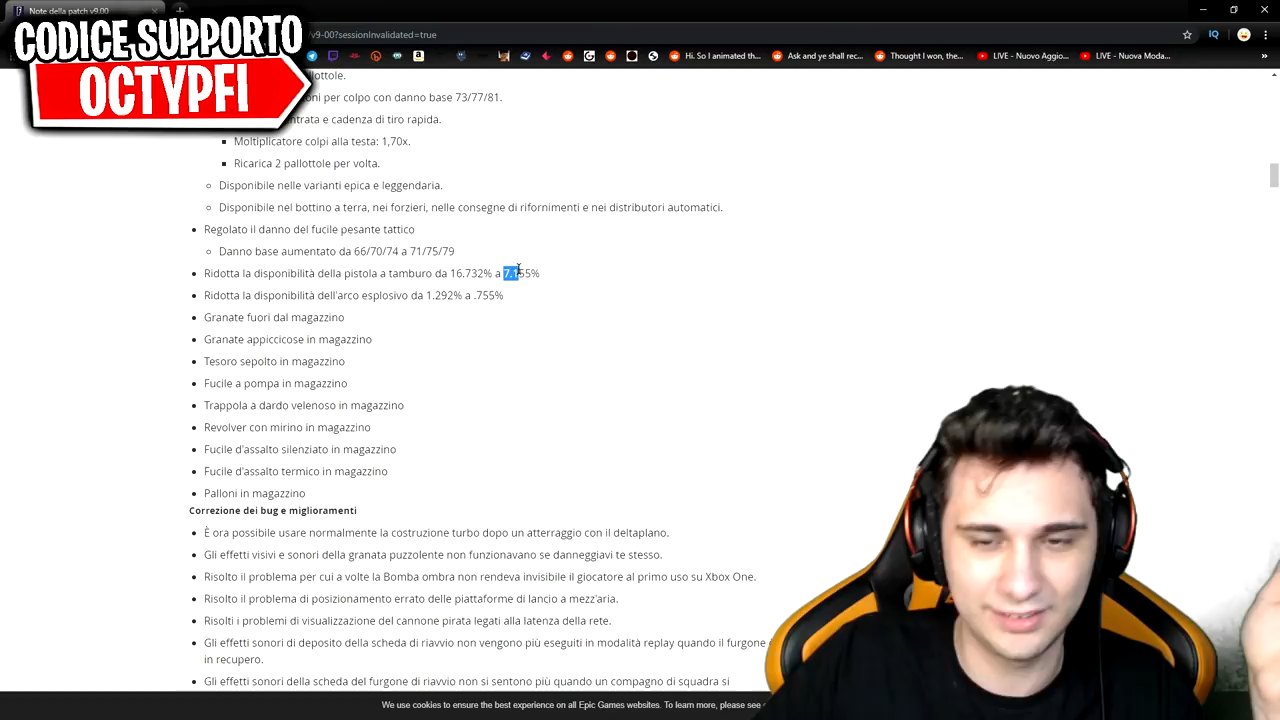 Note della patch v9.00
CODICE SUPPORTO
OCTYPFI
/v9-00?sessionInvalidated=true
IQ
Hi. So I animated th...
Ask and ye shall rec...
Thought I won, the...
LIVE - Nuova Aggio...
LIVE - Nuova Moda...
per colpo con danno base 73/77/81.
e cadenza di tiro rapida.
Moltiplicatore colpi alla testa: 1,70x.
Ricarica 2 pallottole per volta.
Disponibile nelle varianti epica e leggendaria.
Disponibile nel bottino a terra, nei forzieri, nelle consegne di rifornimenti e nei distributori automatici.
Regolato il danno del fucile pesante tattico
Danno base aumentato da 66/70/74 a 71/75/79
Ridotta la disponibilità della pistola a tamburo da 16.732% a 7.155%
Ridotta la disponibilità dell'arco esplosivo da 1.292% a .755%
Granate fuori dal magazzino
Granate appiccicose in magazzino
Tesoro sepolto in magazzino
Fucile a pompa in magazzino
Trappola a dardo velenoso in magazzino
Revolver con mirino in magazzino
Fucile d'assalto silenziato in magazzino
Fucile d'assalto termico in magazzino
Palloni in magazzino
Correzione dei bug e miglioramenti
È ora possibile usare normalmente la costruzione turbo dopo un atterraggio con il deltaplano.
Gli effetti visivi e sonori della granata puzzolente non funzionavano se danneggiavi te stesso.
Risolto il problema per cui a volte la Bomba ombra non rendeva invisibile il giocatore al primo uso su Xbox One.
Risolto il problema di posizionamento errato delle piattaforme di lancio a mezz'aria.
Risolti i problemi di visualizzazione del cannone pirata legati alla latenza della rete.
Gli effetti sonori di deposito della scheda di riavvio non vengono più eseguiti in modalità replay quando il furgone
in recupero.
Gli effetti sonori della scheda del furgone di riavvio non si sentono più quando un compagno di squadra si
We use cookies to ensure the best experience on all Epic Games websites. To learn more, please see